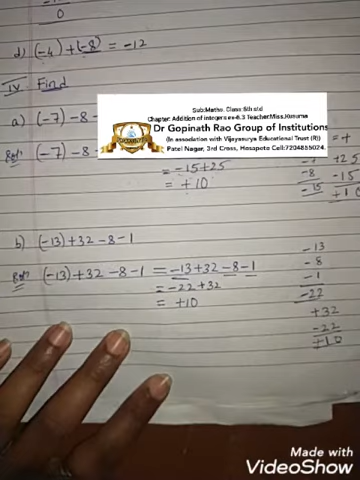 0
d) (-4)+(-8) = -12
IV Find
Sub:Maths. Class:6th std
Chapter: Addition of integers ex-6.3 Teacher:Miss.Kusuma
Dr Gopinath Rao Group of Institutions
(In association with Vijayasurya Educational Trust (R))
Patel Nagar, 3rd Cross, Hosapete Cell:7204855024.
a) (-7)-8
(-7)-8
= -15+25
= +10
= +
-7
-8
-15
+25
-15
+10
b) (-13)+32-8-1
(-13)+32-8-1 = -13+32-8-1
= -22+32
= +10
-13
-8
-1
-22
+32
-22
+10
Made with
VideoShow